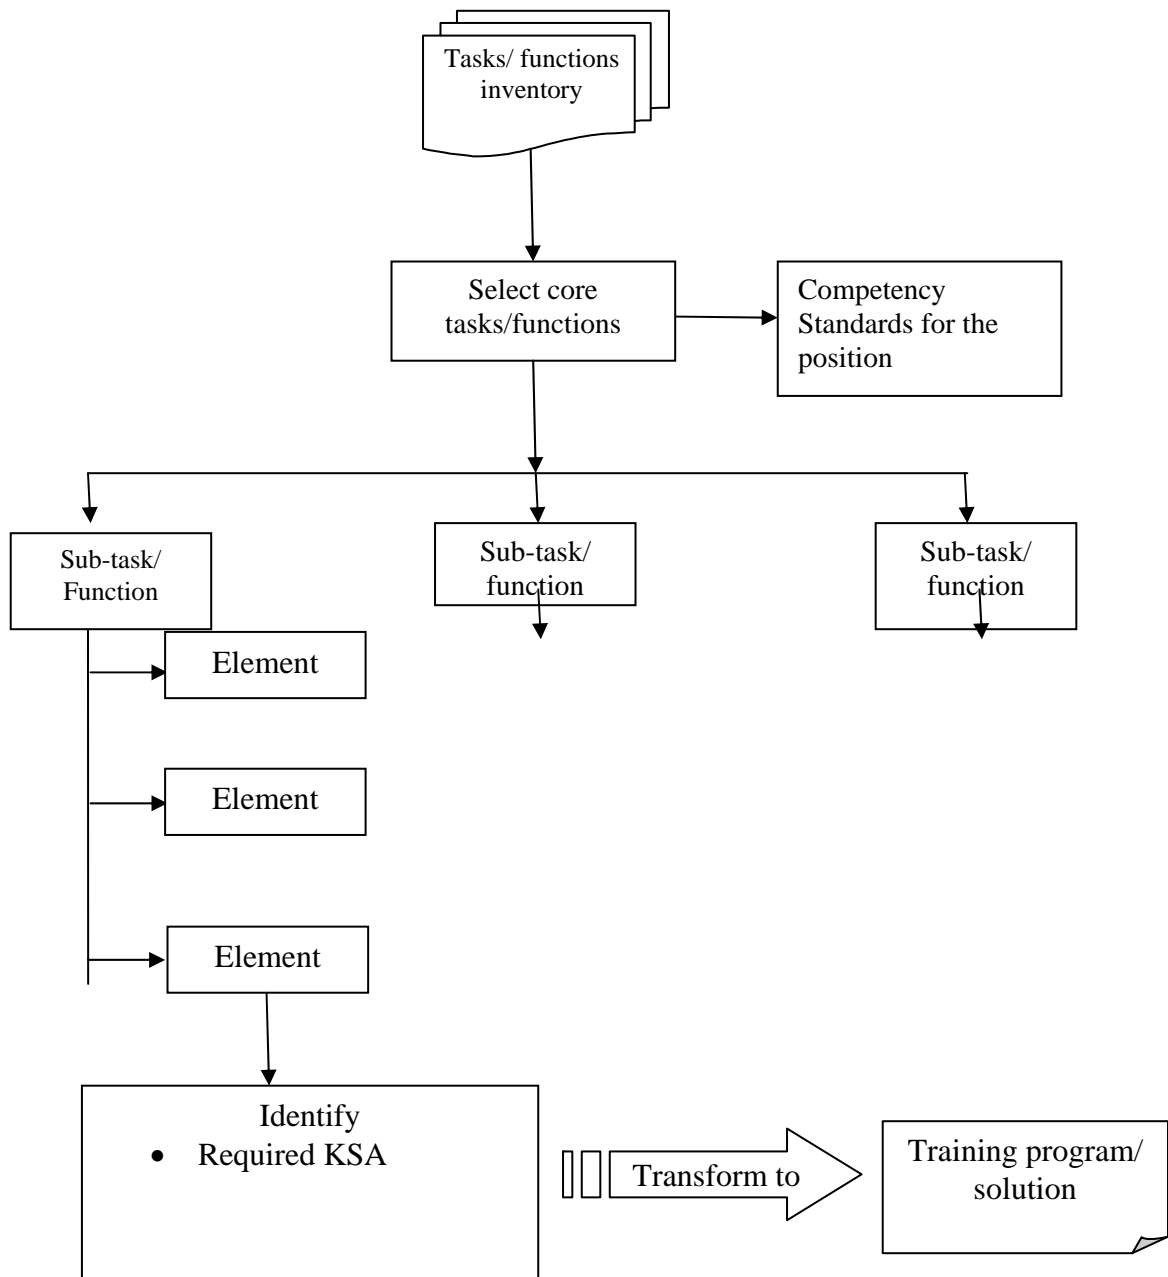 Tasks/ functions
inventory
Select core
tasks/functions
Competency
Standards for the
position
Sub-task/
Function
Sub-task/
function
Sub-task/
function
Element
Element
Element
Identify
• Required KSA
Transform to
Training program/
solution